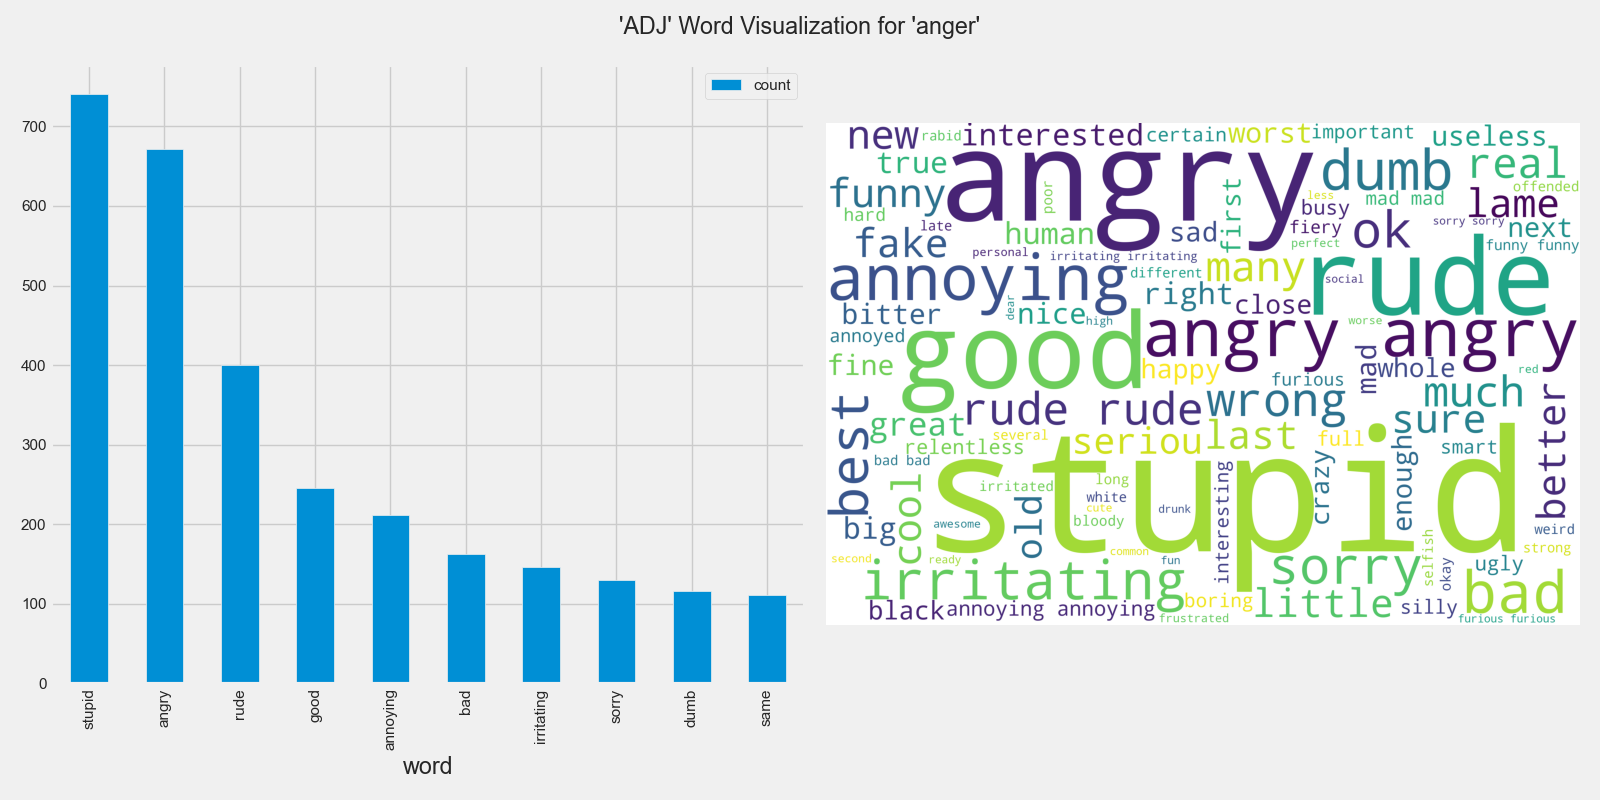 'ADJ' Word Visualization for 'anger'
count
700
600
500
400
300
200
100
0
stupid
angry
rude
good
annoying
bad
irritating
sorry
dumb
same
word
new
rabid
interested
certain
worst
important
useless
true
angry
dumb
real
funny
poor
first
less
mad mad
offended
hard
late
human
sad
busy
fiery
ok
lame
sorry sorry
next
fake
personal
irritating irritating
perfect
funny funny
annoying
different
many
social
rude
bitter
dear
nice
high
right
close
annoyed
good
angry angry
worse
fine
happy
furious
mad
whole
red
best
great
rude rude
wrong
much
sure
better
relentless
several
seriou
last
full
smart
bad bad
stupid
crazy
enough
cool
irritated
long
white
cute
bloody
drunk
interesting
big
awesome
old
weird
second
ready
common
fun
selfish
okay
strong
irritating
sorry
ugly
bad
black
annoying annoying
boring
frustrated
little
silly
furious furious